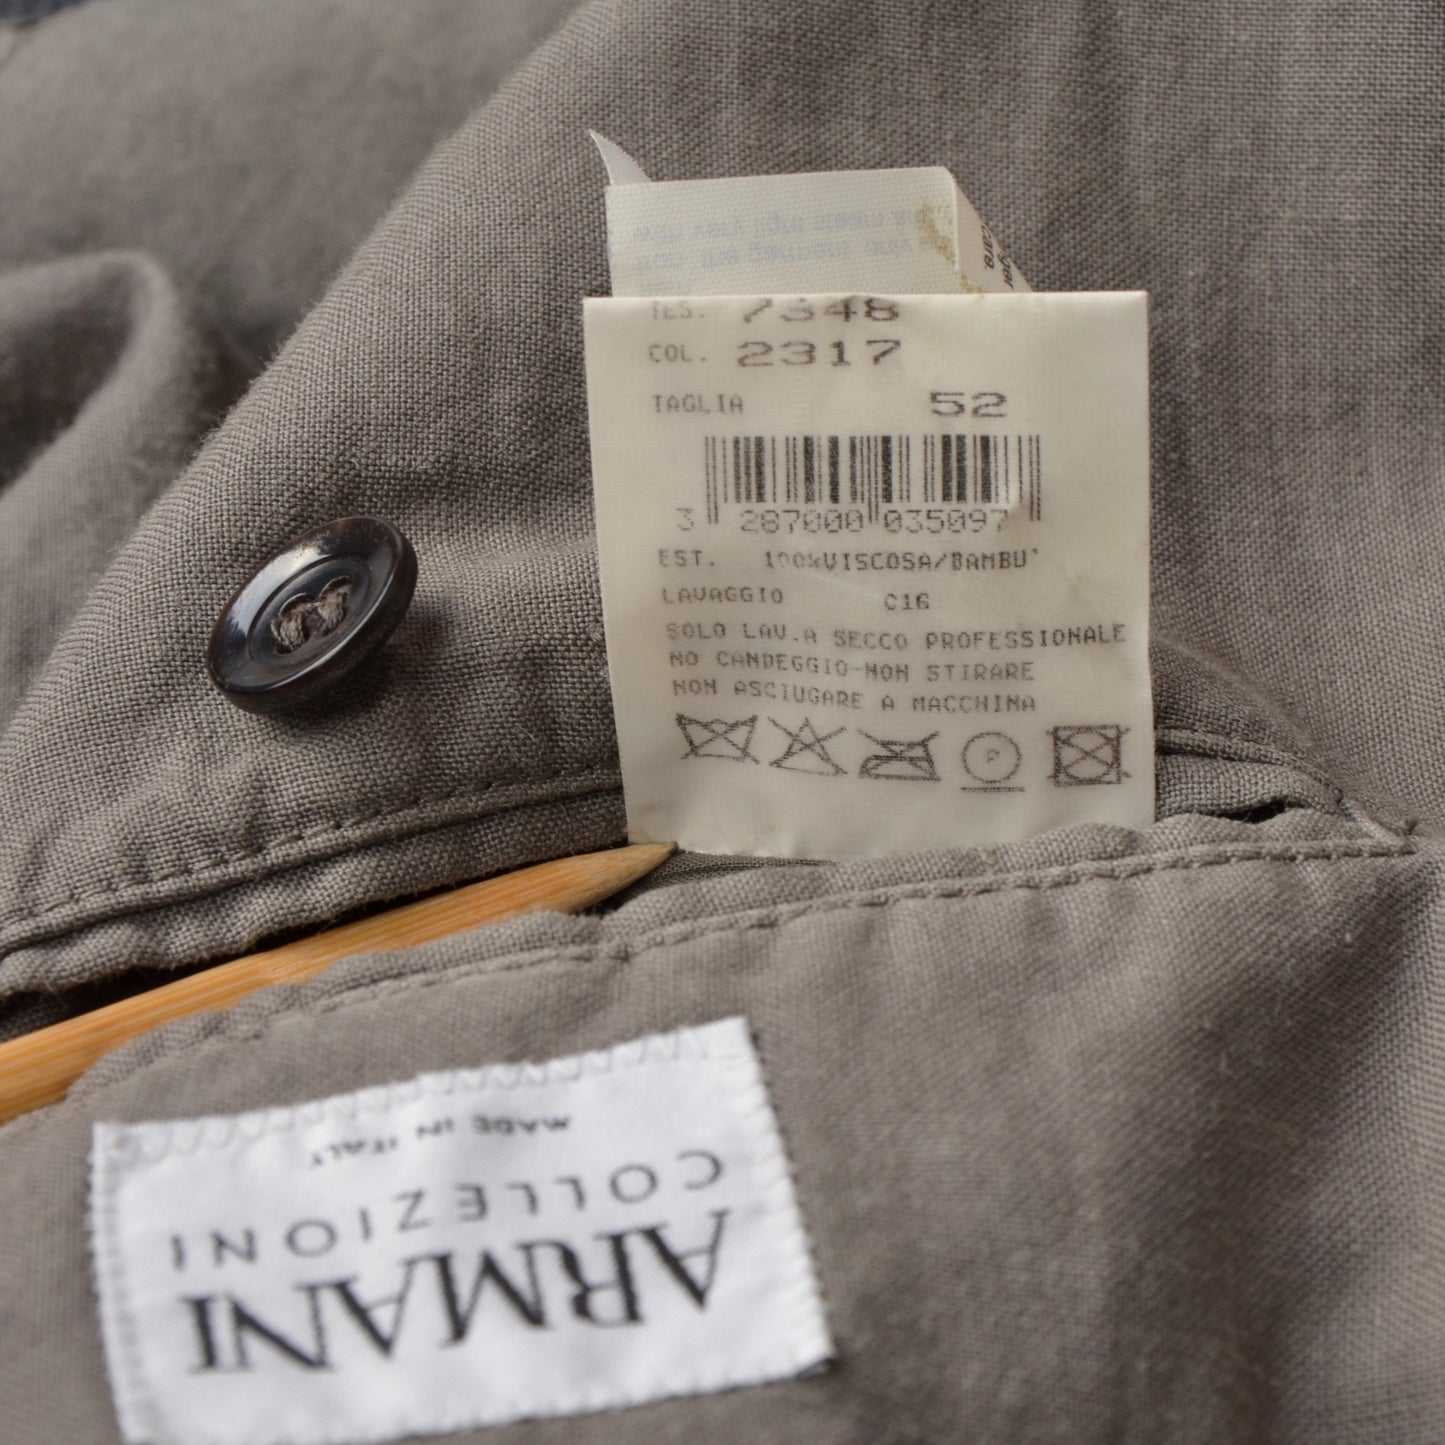 TES. 7348
COL. 2317
TAGLIA 52
3 287000 035097
EST. 100%VISCOSA/BAMBU'
LAVAGGIO C16
SOLO LAV.A SECCO PROFESSIONALE
NO CANDEGGIO-NON STIRARE
NON ASCIUGARE A MACCHINA
P
ARMANI
COLLEZIONI
MADE IN ITALY